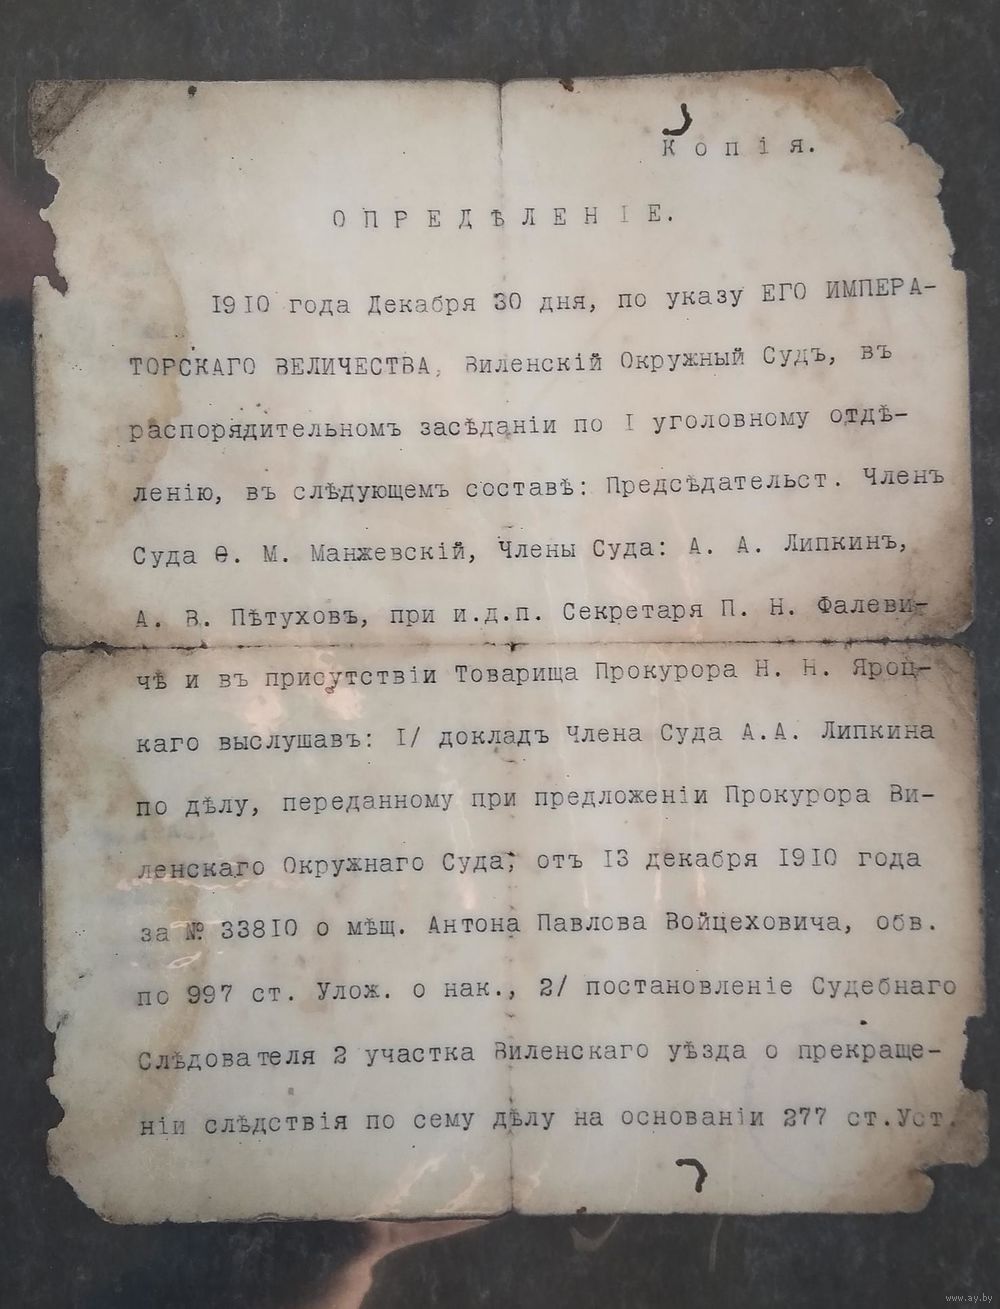 Копія.
ОПРЕДѢЛЕНІЕ.
1910 года Декабря 30 дня, по указу ЕГО ИМПЕРА-
ТОРСКАГО ВЕЛИЧЕСТВА, Виленскій Окружный Судъ, въ
распорядительномъ засѣданіи по I уголовному отдѣ-
ленію, въ слѣдующемъ составѣ: Предсѣдательст. Членъ
Суда Ѳ. М. Манжевскій, Члены Суда: А. А. Липкинъ,
А. В. Пѣтуховъ, при и.д.п. Секретаря П. Н. Фалеви-
чѣ и въ присутствіи Товарища Прокурора Н. Н. Яроц-
каго выслушавъ: I/ докладъ Члена Суда А.А. Липкина
по дѣлу, переданному при предложеніи Прокурора Ви-
ленскаго Окружнаго Суда, отъ 13 декабря 1910 года
за № 33810 о мѣщ. Антона Павлова Войцеховича, обв.
по 997 ст. Улож. о нак., 2/ постановленіе Судебнаго
Слѣдователя 2 участка Виленскаго уѣзда о прекраще-
ніи слѣдствія по сему дѣлу на основаніи 277 ст.Уст.
www.ay.by